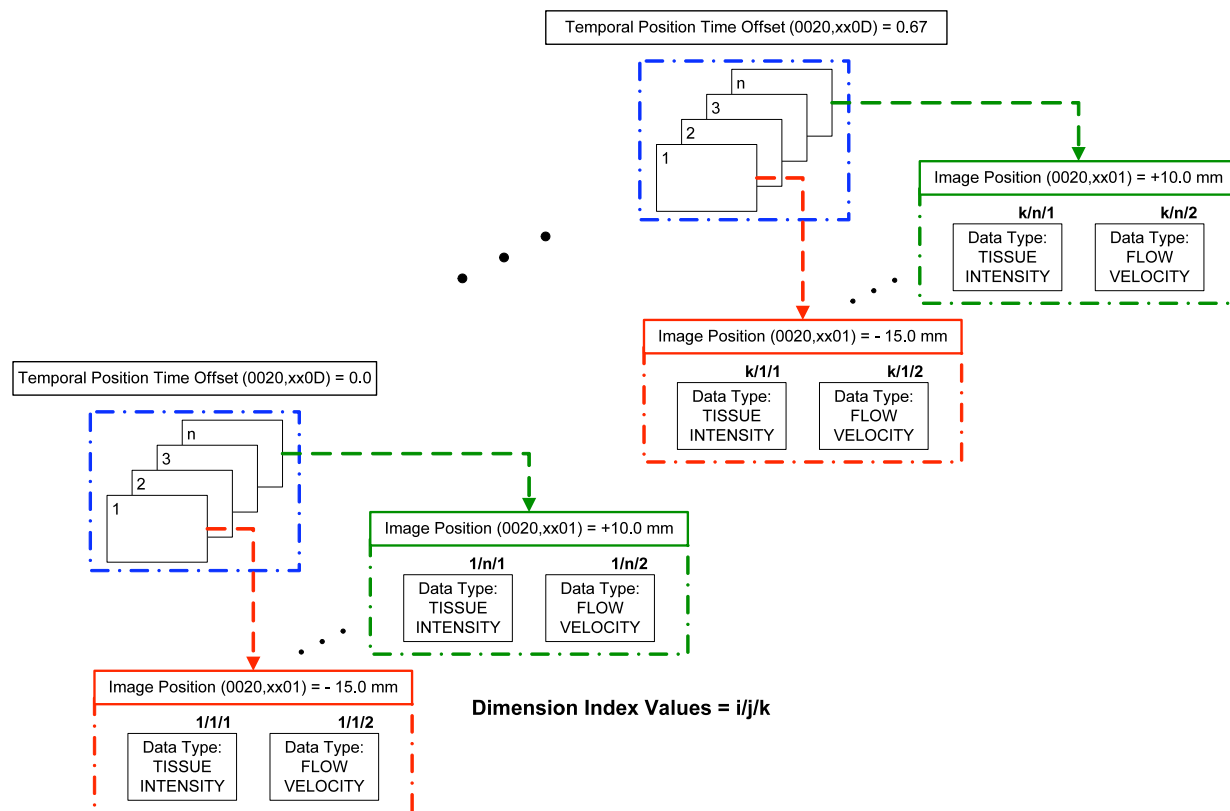 Temporal Position Time Offset (0020,xx0D) = 0.67
n
3
2
1
Image Position (0020,xx01) = +10.0 mm
k/n/1
k/n/2
Data Type:
TISSUE
INTENSITY
Data Type:
FLOW
VELOCITY
Image Position (0020,xx01) = - 15.0 mm
k/1/1
k/1/2
Data Type:
TISSUE
INTENSITY
Data Type:
FLOW
VELOCITY
Temporal Position Time Offset (0020,xx0D) = 0.0
n
3
2
1
Image Position (0020,xx01) = +10.0 mm
1/n/1
1/n/2
Data Type:
TISSUE
INTENSITY
Data Type:
FLOW
VELOCITY
Image Position (0020,xx01) = - 15.0 mm
1/1/1
1/1/2
Data Type:
TISSUE
INTENSITY
Data Type:
FLOW
VELOCITY
Dimension Index Values = i/j/k